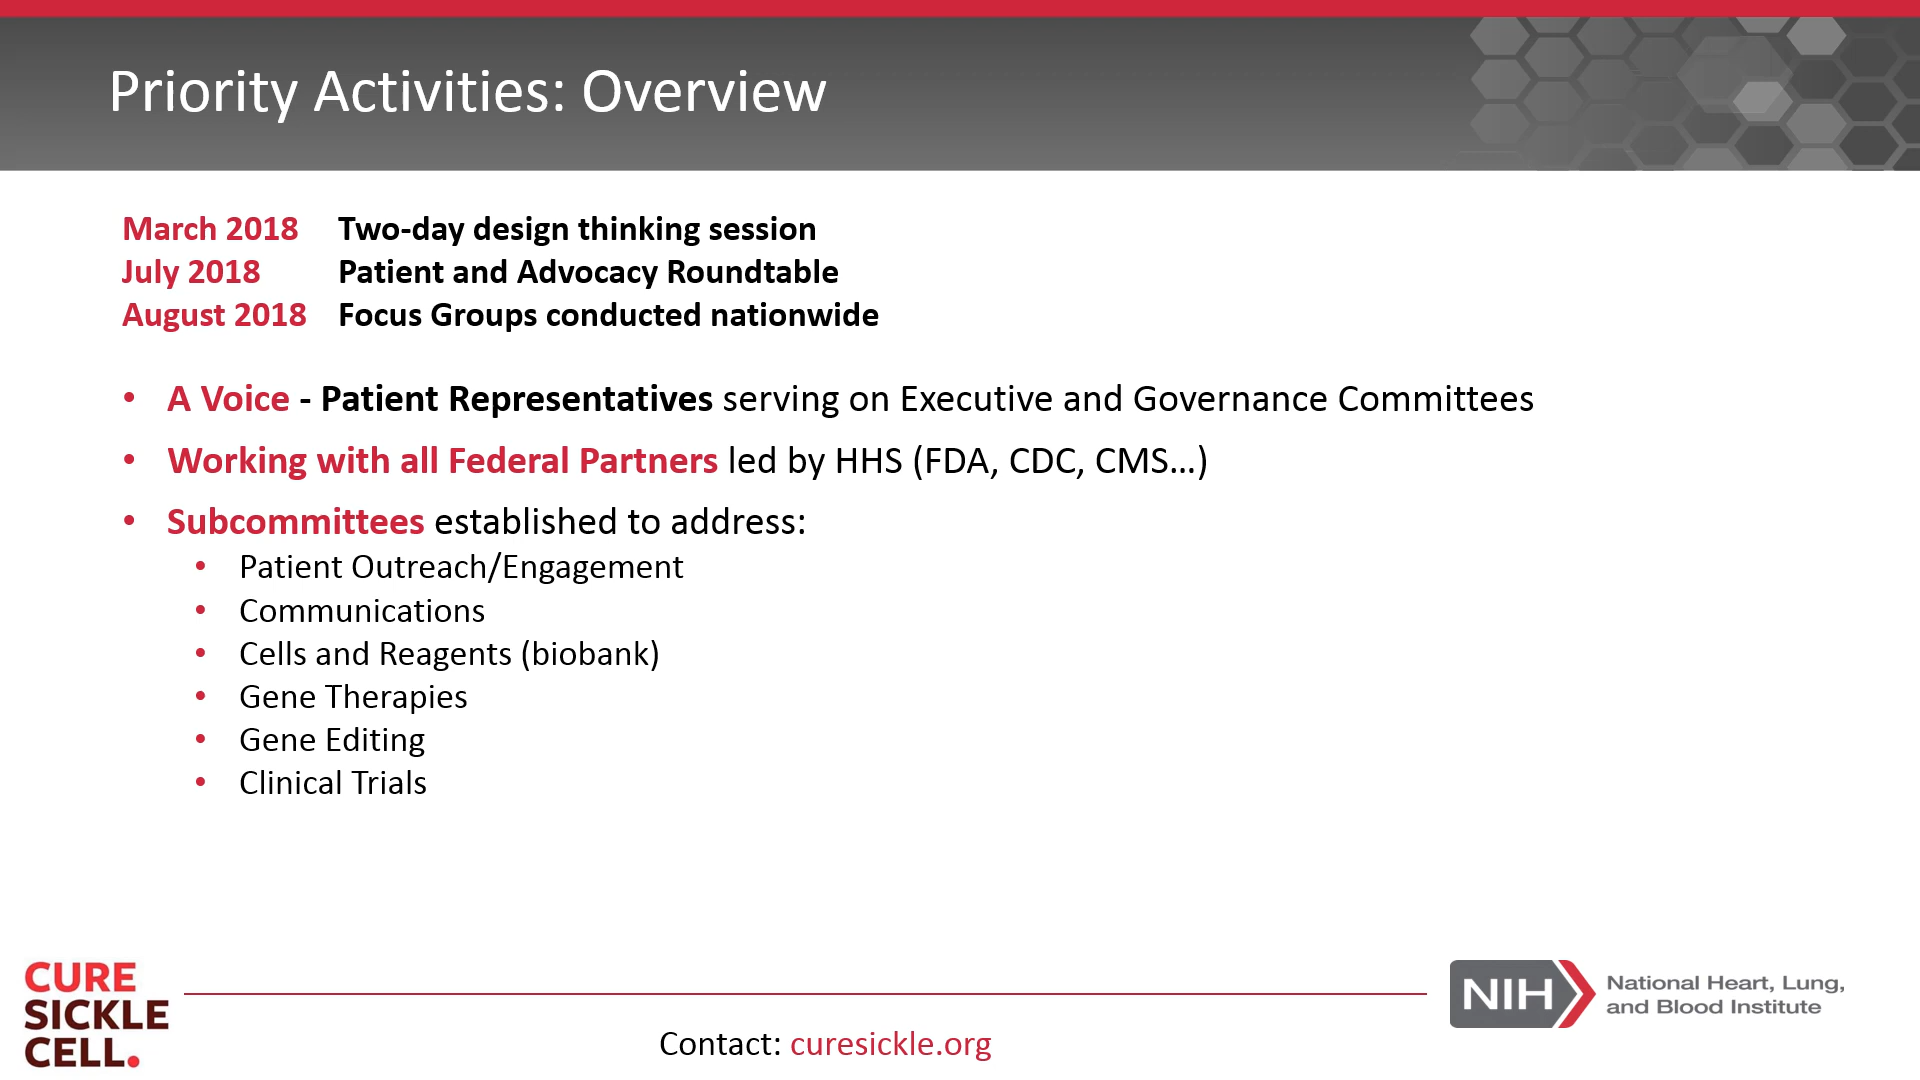 Priority Activities: Overview
March 2018 Two-day design thinking session
July 2018 Patient and Advocacy Roundtable
August 2018 Focus Groups conducted nationwide
• A Voice - Patient Representatives serving on Executive and Governance Committees
• Working with all Federal Partners led by HHS (FDA, CDC, CMS…)
• Subcommittees established to address:
• Patient Outreach/Engagement
• Communications
• Cells and Reagents (biobank)
• Gene Therapies
• Gene Editing
• Clinical Trials
CURE
SICKLE
CELL.
Contact: curesickle.org
NIH
National Heart, Lung,
and Blood Institute